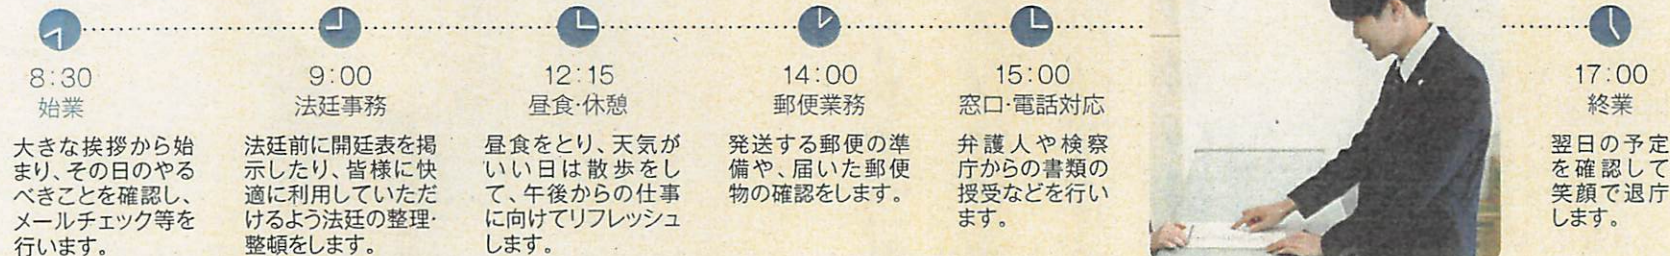 8:30
始業
大きな挨拶から始
まり、その日のやる
べきことを確認し、
メールチェック等を
行います。
9:00
法廷事務
法廷前に開廷表を掲
示したり、皆様に快
適に利用していただ
けるよう法廷の整理・
整頓をします。
12:15
昼食・休憩
昼食をとり、天気が
いい日は散歩をし
て、午後からの仕事
に向けてリフレッシュ
します。
14:00
郵便業務
発送する郵便の準
備や、届いた郵便
物の確認をします。
15:00
窓口・電話対応
弁護人や検察
庁からの書類の
授受などを行い
ます。
17:00
終業
翌日の予定
を確認して
笑顔で退庁
します。